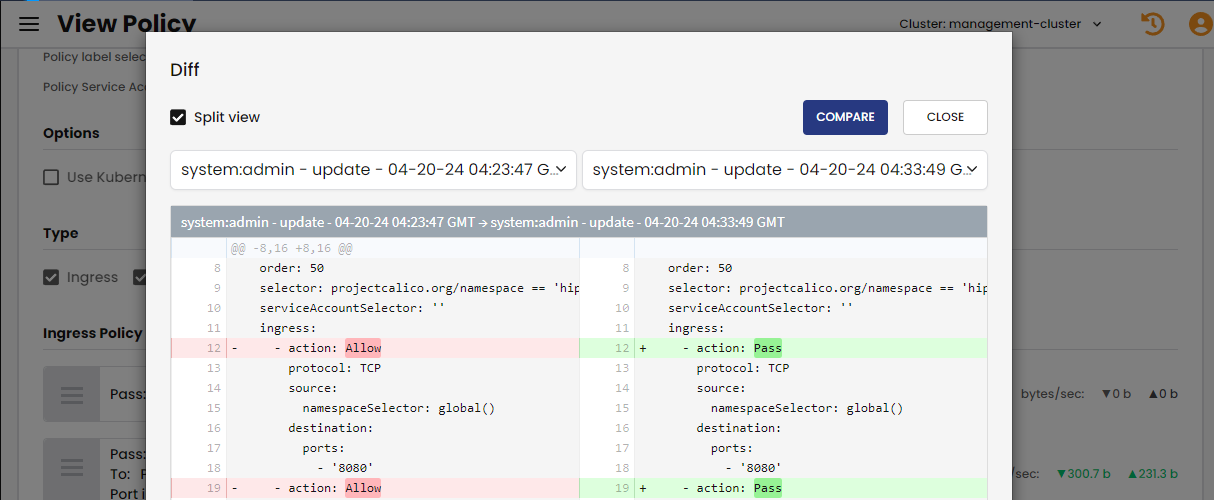 View Policy
Cluster: management-cluster
Policy label selec
Policy Service Acc
Options
Use Kubern
Type
Ingress
Ingress Policy
Pass:
bytes/sec: ▼0 b ▲0 b
Pass:
To:
Port i
/sec: ▼300.7 b ▲231.3 b
Diff
Split view
COMPARE
CLOSE
system:admin - update - 04-20-24 04:23:47 G...
system:admin - update - 04-20-24 04:33:49 G...
system:admin - update - 04-20-24 04:23:47 GMT → system:admin - update - 04-20-24 04:33:49 GMT
@@ -8,16 +8,16 @@
8 order: 50
9 selector: projectcalico.org/namespace == 'hip
10 serviceAccountSelector: ''
11 ingress:
12 - - action: Allow
13 protocol: TCP
14 source:
15 namespaceSelector: global()
16 destination:
17 ports:
18 - '8080'
19 - - action: Allow
8 order: 50
9 selector: projectcalico.org/namespace == 'hip
10 serviceAccountSelector: ''
11 ingress:
12 + - action: Pass
13 protocol: TCP
14 source:
15 namespaceSelector: global()
16 destination:
17 ports:
18 - '8080'
19 + - action: Pass